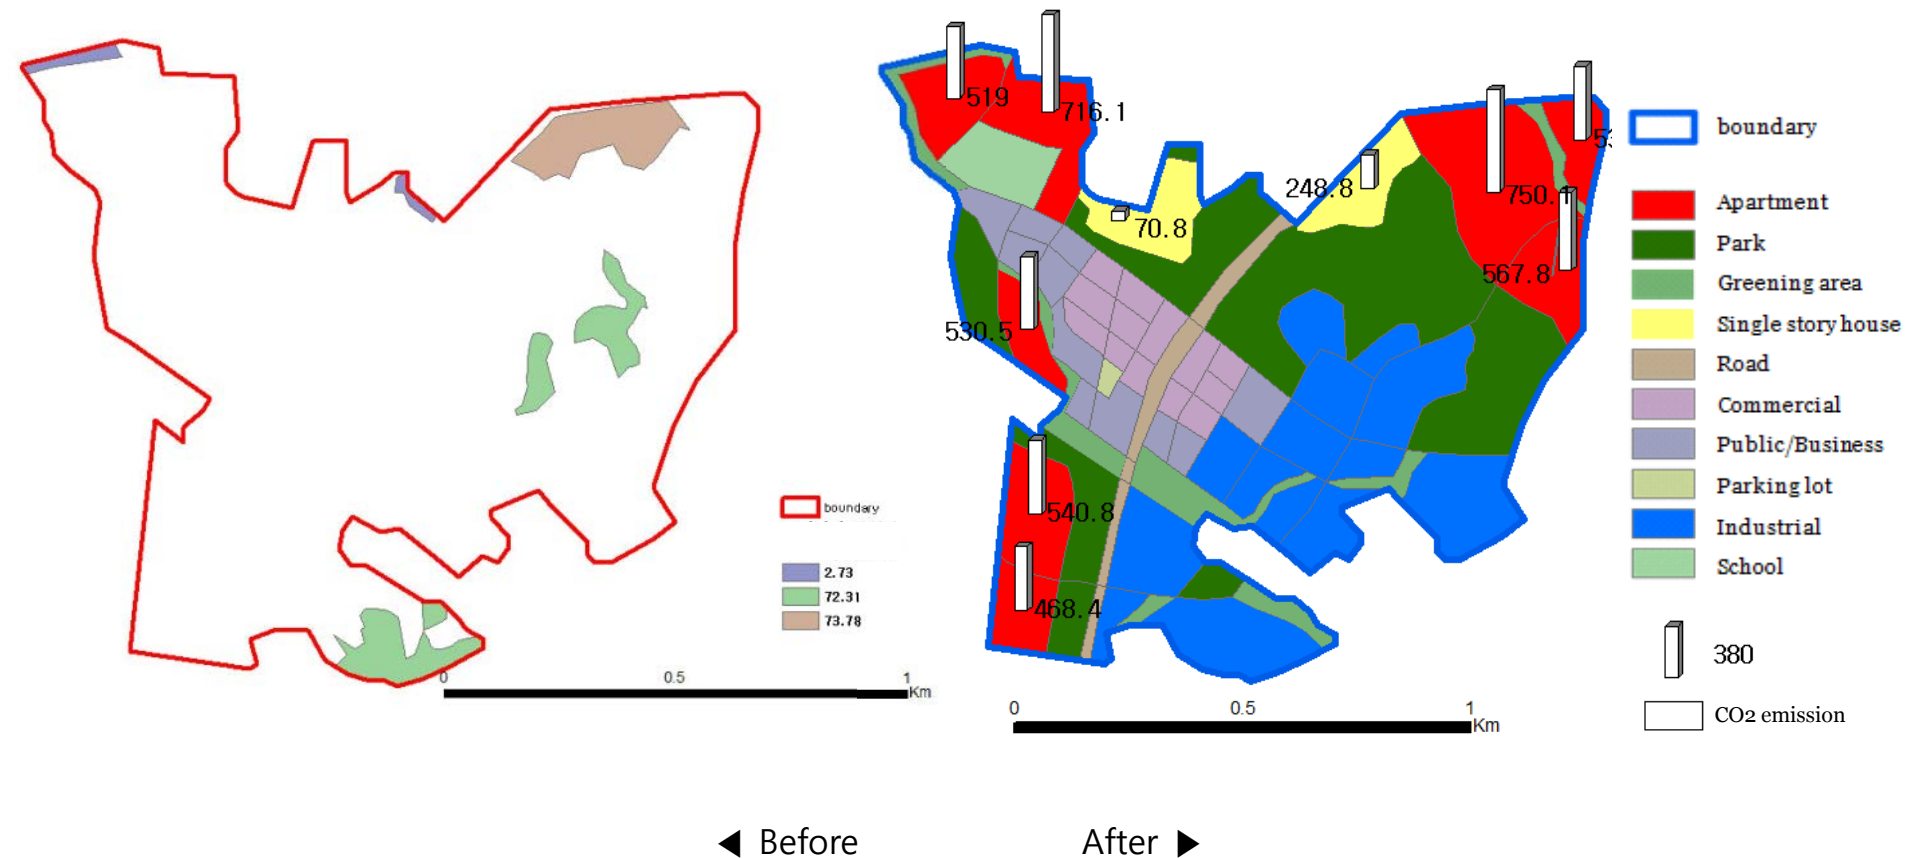 boundary
2.73
72.31
73.78
0 0.5 1
Km
519
716.1
248.8
70.8
750.1
567.8
530.5
540.8
468.4
0 0.5 1
Km
boundary
Apartment
Park
Greening area
Single story house
Road
Commercial
Public/Business
Parking lot
Industrial
School
380
CO2 emission
◀ Before
After ▶